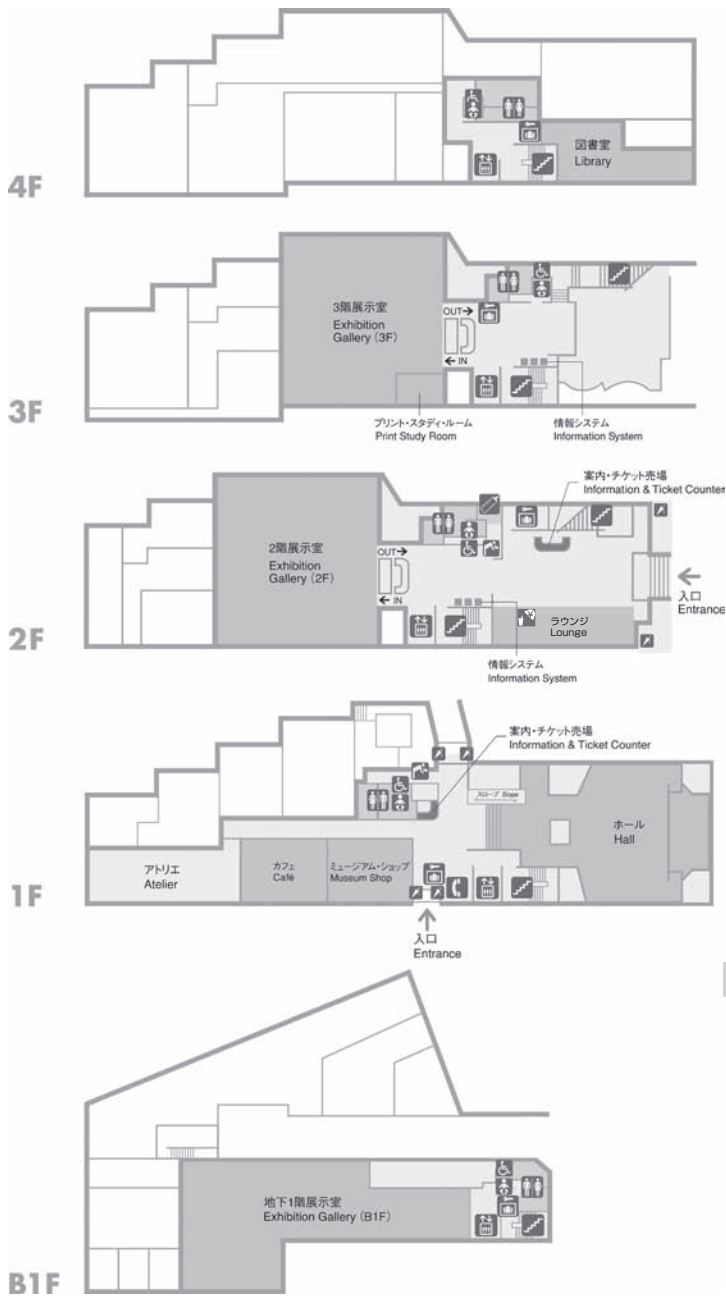 図書室
Library
4F
3階展示室
Exhibition
Gallery (3F)
OUT→
←IN
3F
プリント・スタディ・ルーム
Print Study Room
情報システム
Information System
案内・チケット売場
Information & Ticket Counter
2階展示室
Exhibition
Gallery (2F)
OUT→
←IN
入口
Entrance
ラウンジ
Lounge
2F
情報システム
Information System
案内・チケット売場
Information & Ticket Counter
スロープ Slope
ホール
Hall
アトリエ
Atelier
カフェ
Café
ミュージアム・ショップ
Museum Shop
1F
入口
Entrance
地下1階展示室
Exhibition Gallery (B1F)
B1F